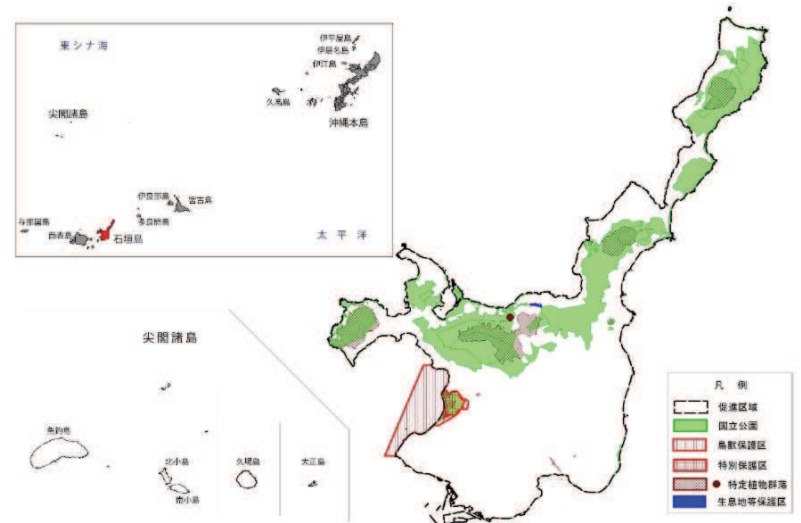 東シナ海
伊平屋島
伊是名島
伊江島
久高島
沖縄本島
尖閣諸島
伊良部島
宮古島
多良間島
与那国島
西表島
石垣島
太平洋
尖閣諸島
魚釣島
北小島
南小島
久場島
大正島
凡例
促進区域
国立公園
鳥獣保護区
特別保護区
特定植物群落
生息地等保護区